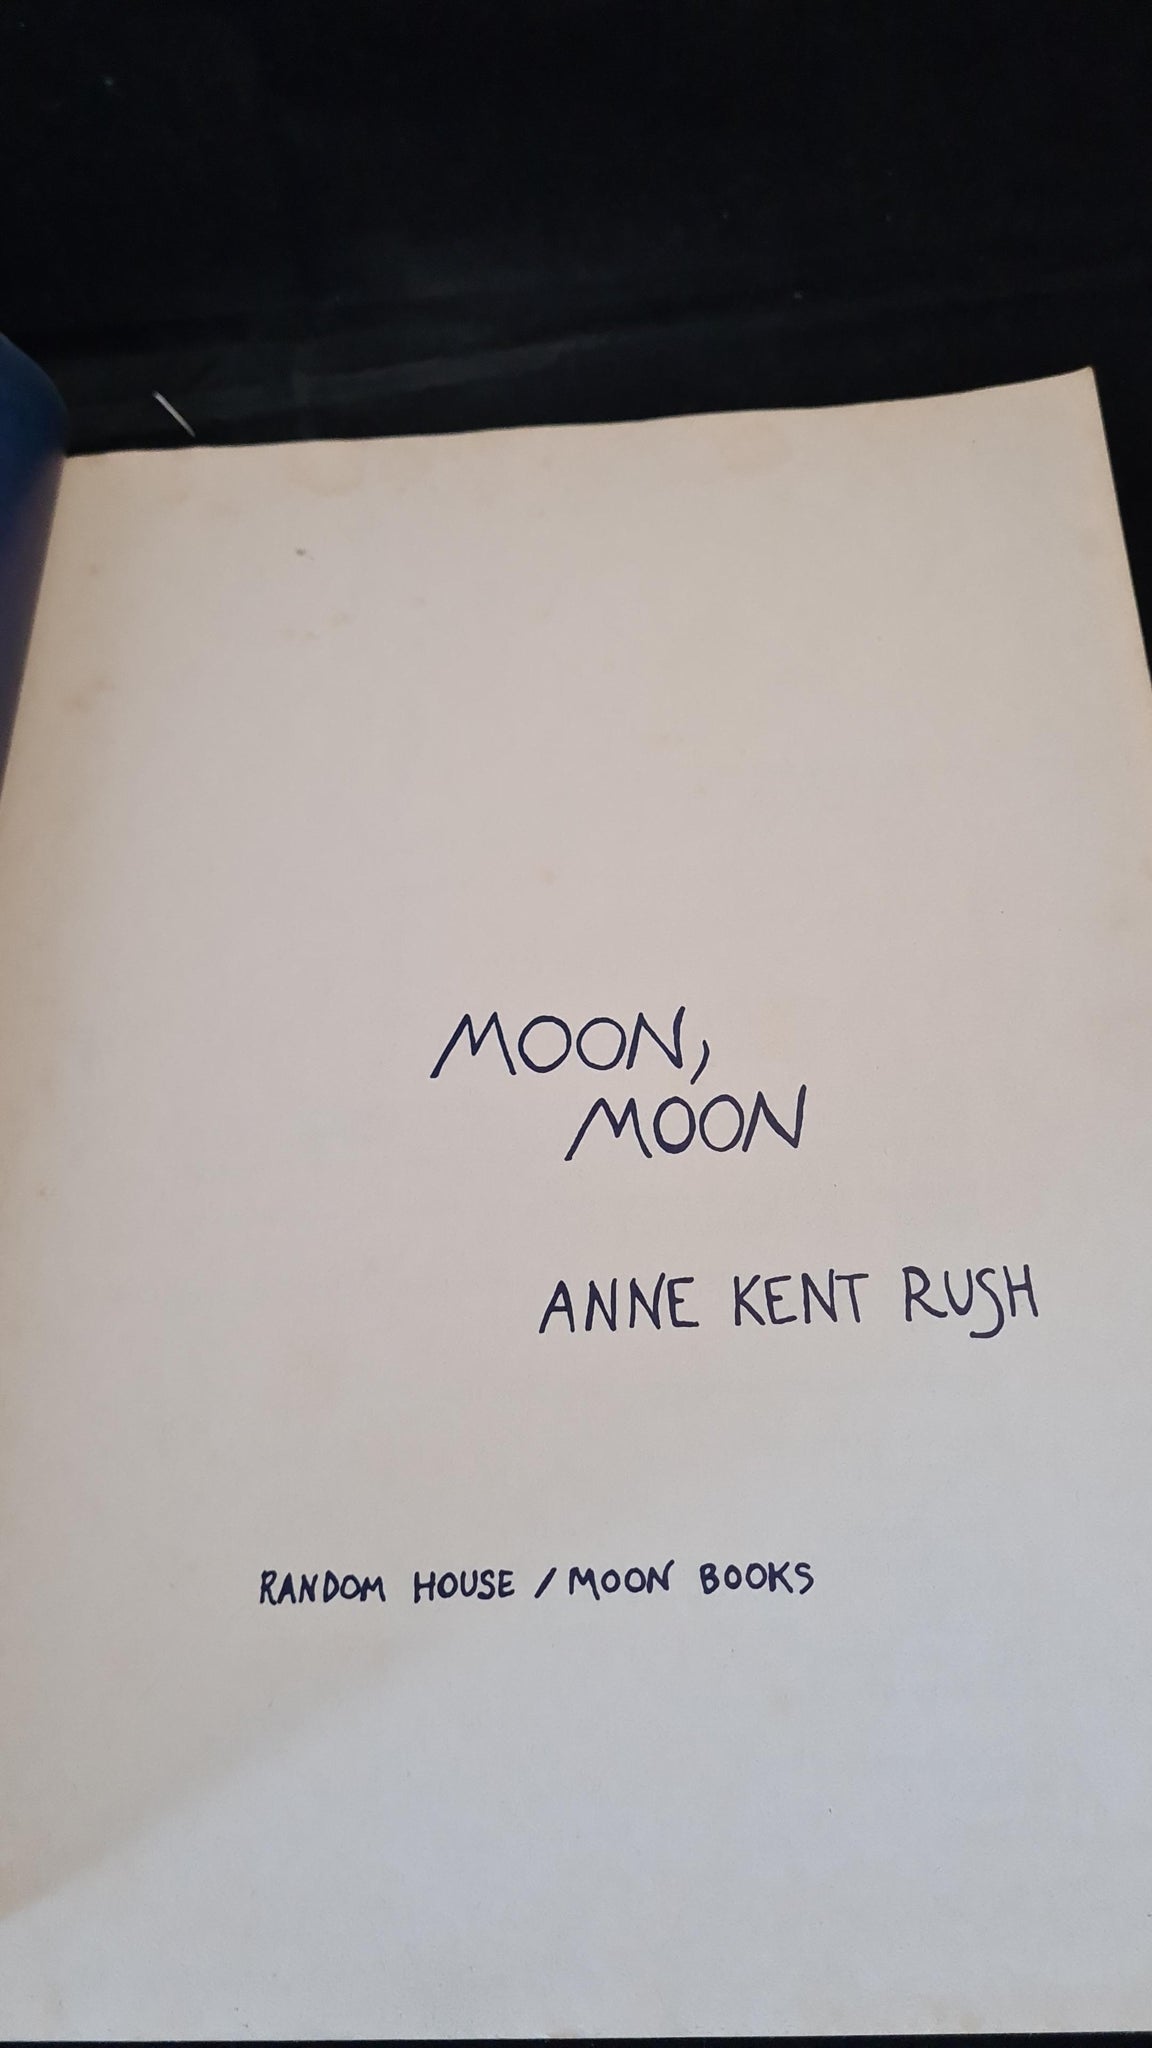 MOON,
MOON
ANNE KENT RUSH
RANDOM HOUSE / MOON BOOKS